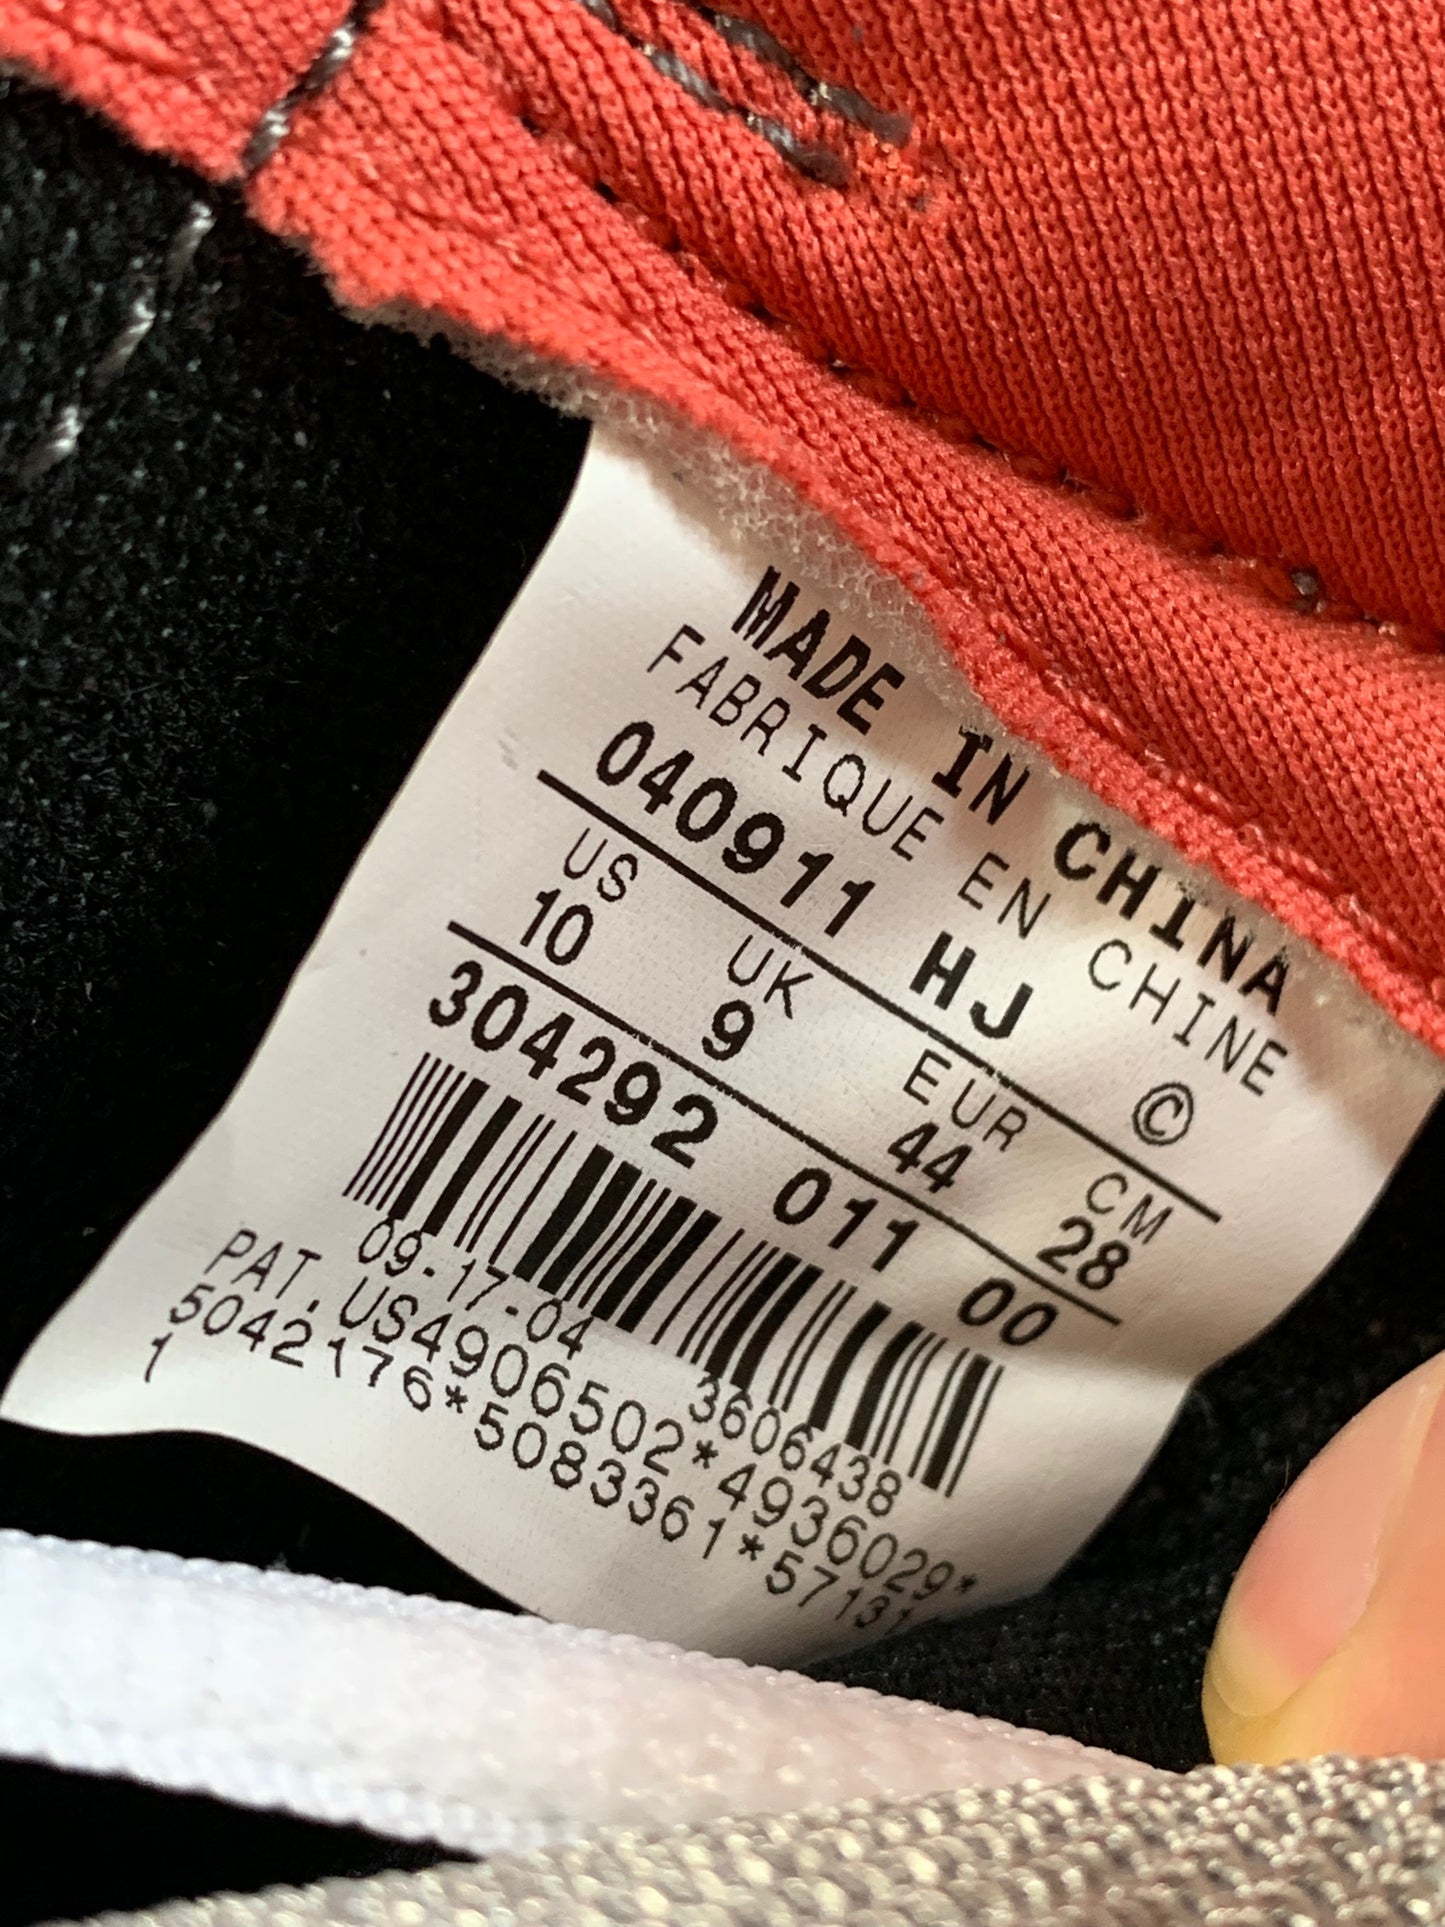 MADE IN CHINA
FABRIQUE EN CHINE
040911 HJ ©
US UK EUR CM
10 9 44 28
304292 011 00
09-17-04 3606438
PAT.US4906502*4936029*
5042176*5083361*57131
1